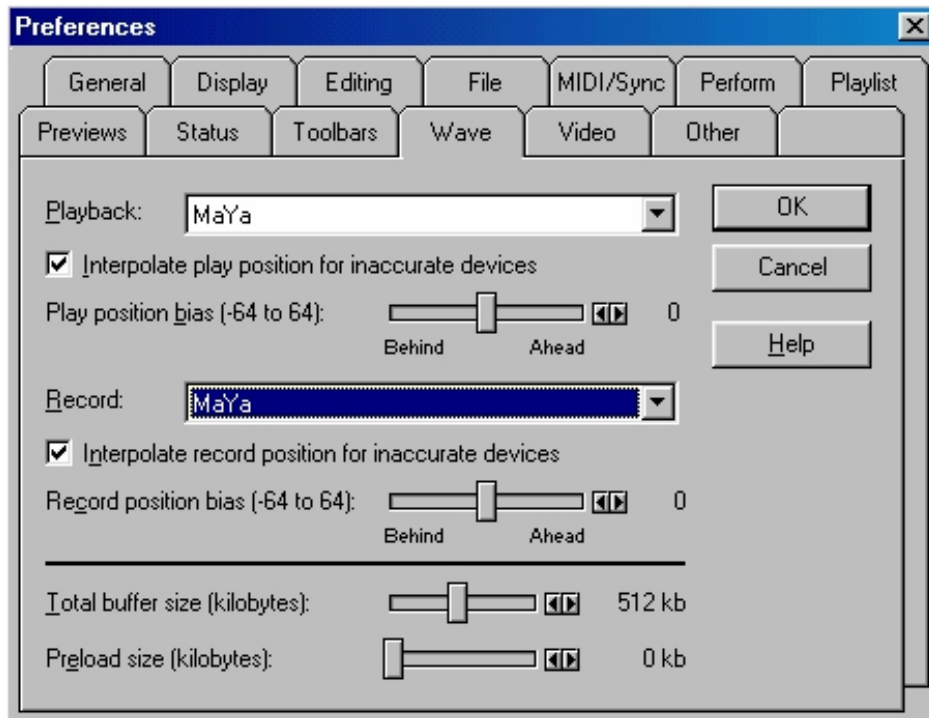 Preferences
General Display Editing File MIDI/Sync Perform Playlist
Previews Status Toolbars Wave Video Other
Playback: MaYa OK
Interpolate play position for inaccurate devices
Cancel
Play position bias (-64 to 64): 0
Behind Ahead
Help
Record: MaYa
Interpolate record position for inaccurate devices
Record position bias (-64 to 64): 0
Behind Ahead
Total buffer size (kilobytes): 512 kb
Preload size (kilobytes): 0 kb